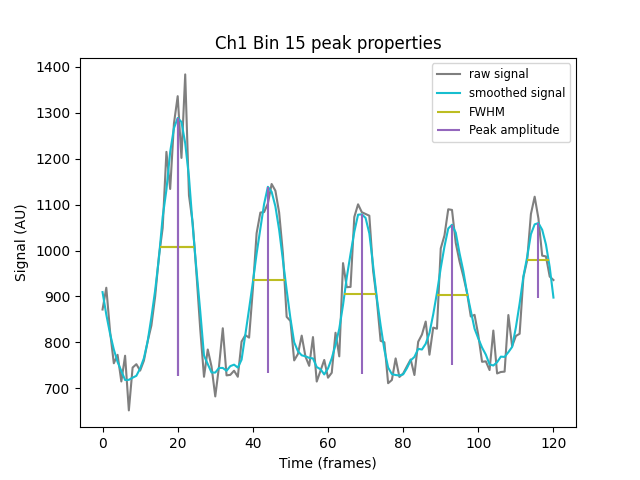 Ch1 Bin 15 peak properties
raw signal
smoothed signal
FWHM
Peak amplitude
Signal (AU)
1400
1300
1200
1100
1000
900
800
700
0 20 40 60 80 100 120
Time (frames)